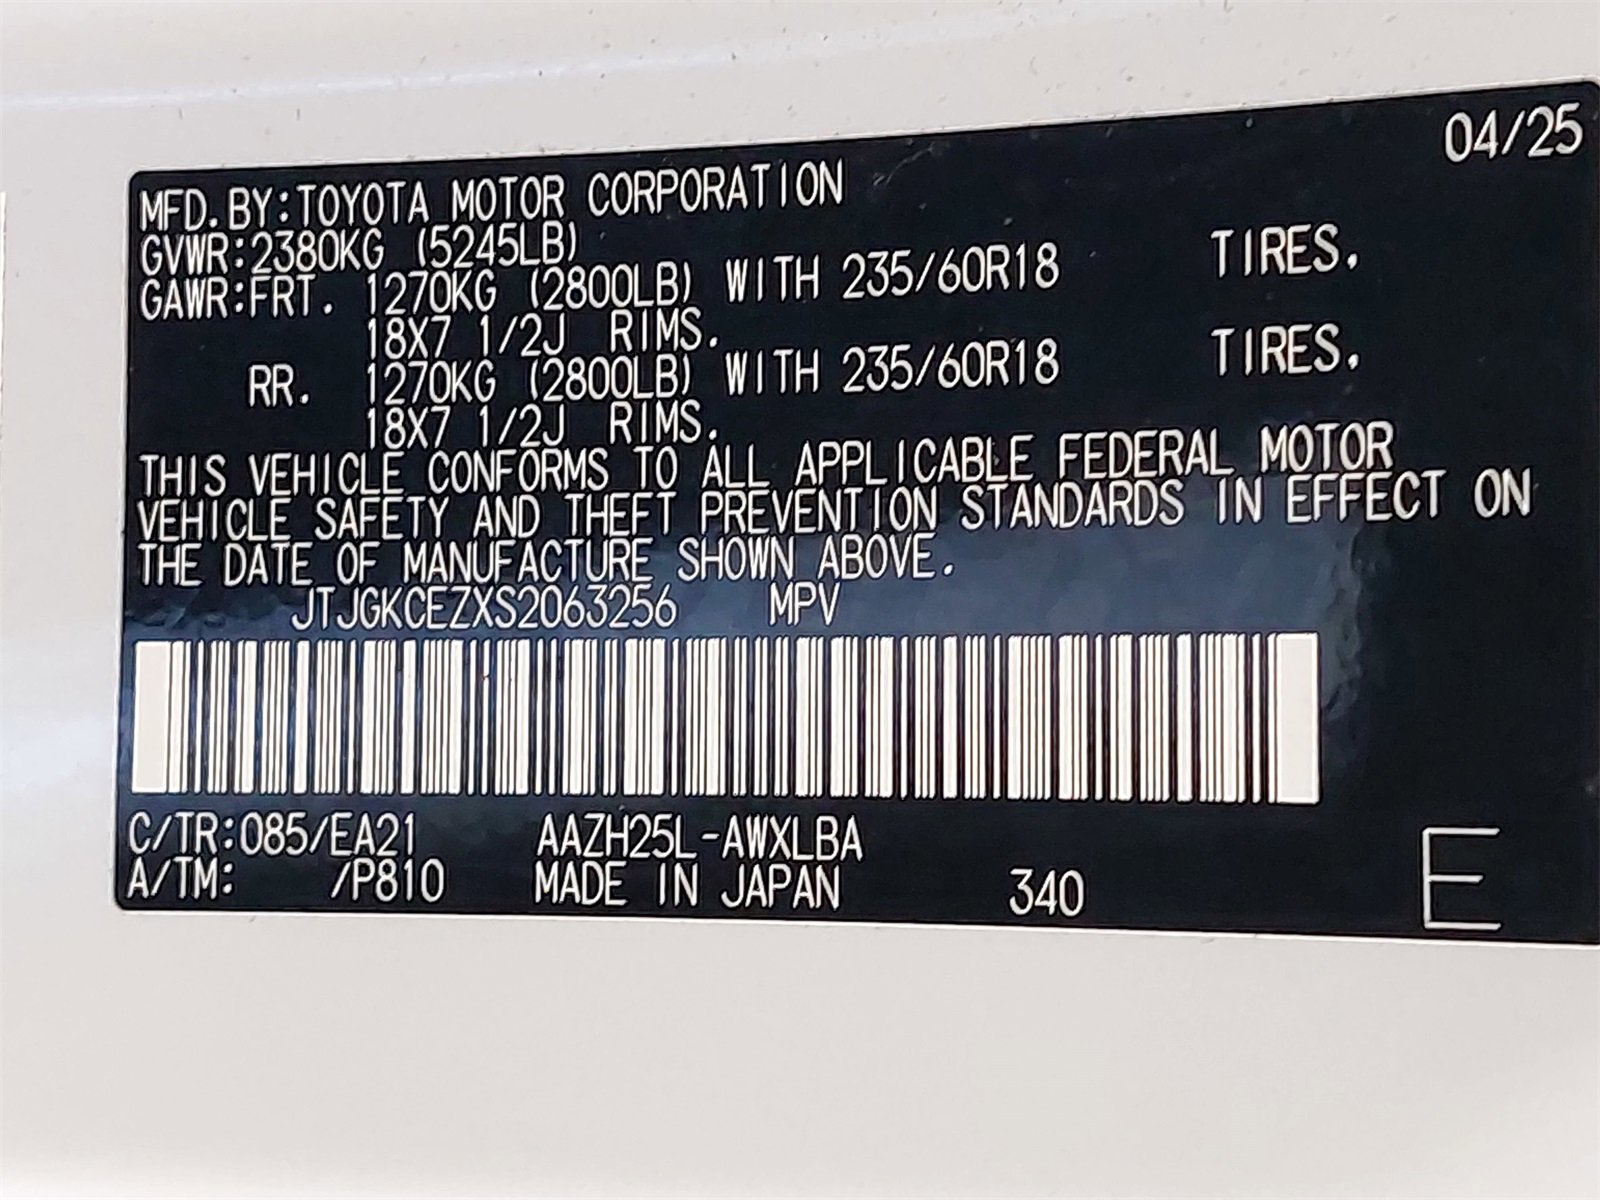 04/25
MFD.BY:TOYOTA MOTOR CORPORATION
GVWR:2380KG (5245LB)
GAWR:FRT. 1270KG (2800LB) WITH 235/60R18 TIRES,
18X7 1/2J RIMS.
RR. 1270KG (2800LB) WITH 235/60R18 TIRES,
18X7 1/2J RIMS.
THIS VEHICLE CONFORMS TO ALL APPLICABLE FEDERAL MOTOR
VEHICLE SAFETY AND THEFT PREVENTION STANDARDS IN EFFECT ON
THE DATE OF MANUFACTURE SHOWN ABOVE.
JTJGKCEZXS2063256 MPV
C/TR:085/EA21 AAZH25L-AWXLBA
A/TM: /P810 MADE IN JAPAN 340 E